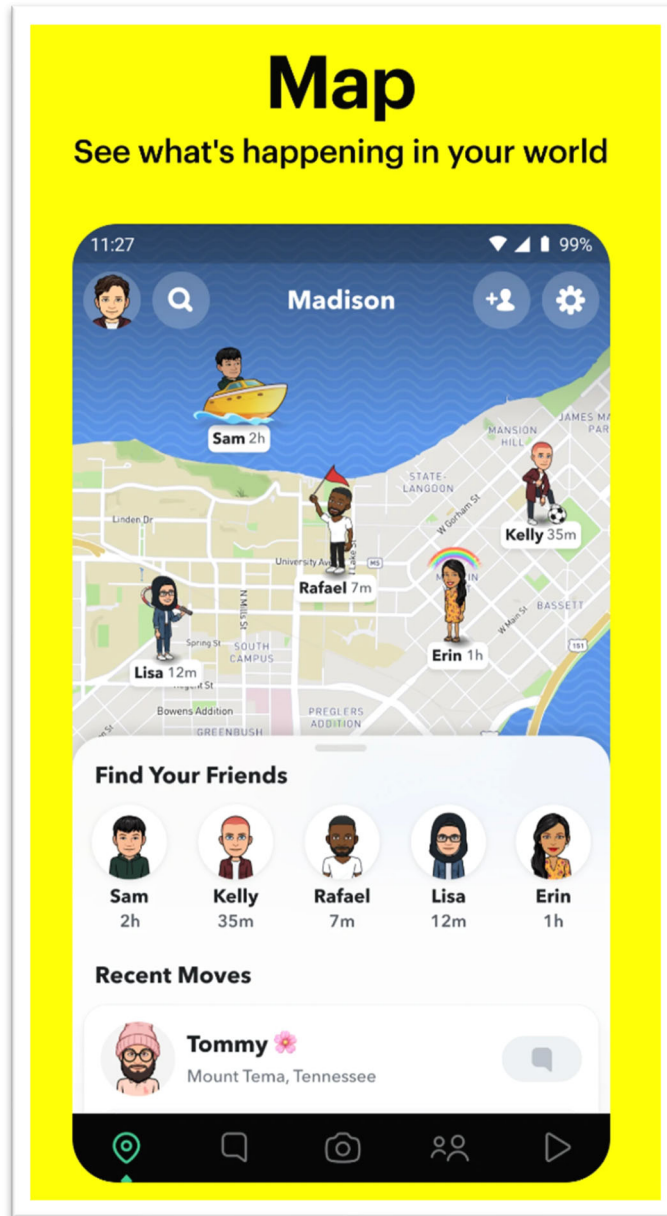 Map
See what's happening in your world
11:27
99%
Madison
Sam 2h
JAMES MA
PAR
MANSION
HILL
STATE-
LANGDON
W Gorham St
Kelly 35m
Linden Dr
University Av
Lake S
MS
Rafael 7m
N Mills St
BASSETT
W Main St
Erin 1h
151
Spring St
SOUTH
CAMPUS
Lisa 12m
Bowens Addition
PREGLERS
ADDITION
GREENBUSH
Find Your Friends
Sam
Kelly
Rafael
Lisa
Erin
2h
35m
7m
12m
1h
Recent Moves
Tommy 🌸
Mount Tema, Tennessee